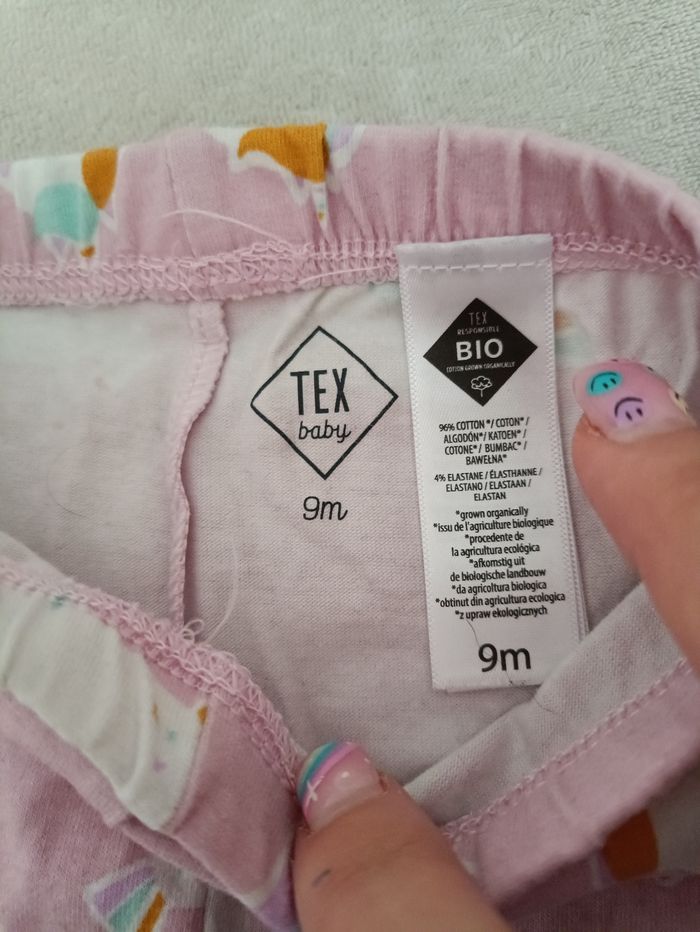 TEX
baby
9m
TEX
RESPONSIBLE
BIO
COTTON GROWN ORGANICALLY
96% COTTON*/ COTON*/
ALGODÓN*/ KATOEN*/
COTONE*/ BUMBAC*/
BAWEŁNA*
4% ELASTANE / ÉLASTHANNE /
ELASTANO / ELASTAAN /
ELASTAN
*grown organically
*issu de l'agriculture biologique
*procedente de
la agricultura ecológica
*afkomstig uit
de biologische landbouw
*da agricoltura biologica
*obtinut din agricultura ecologica
*z upraw ekologicznych
9m